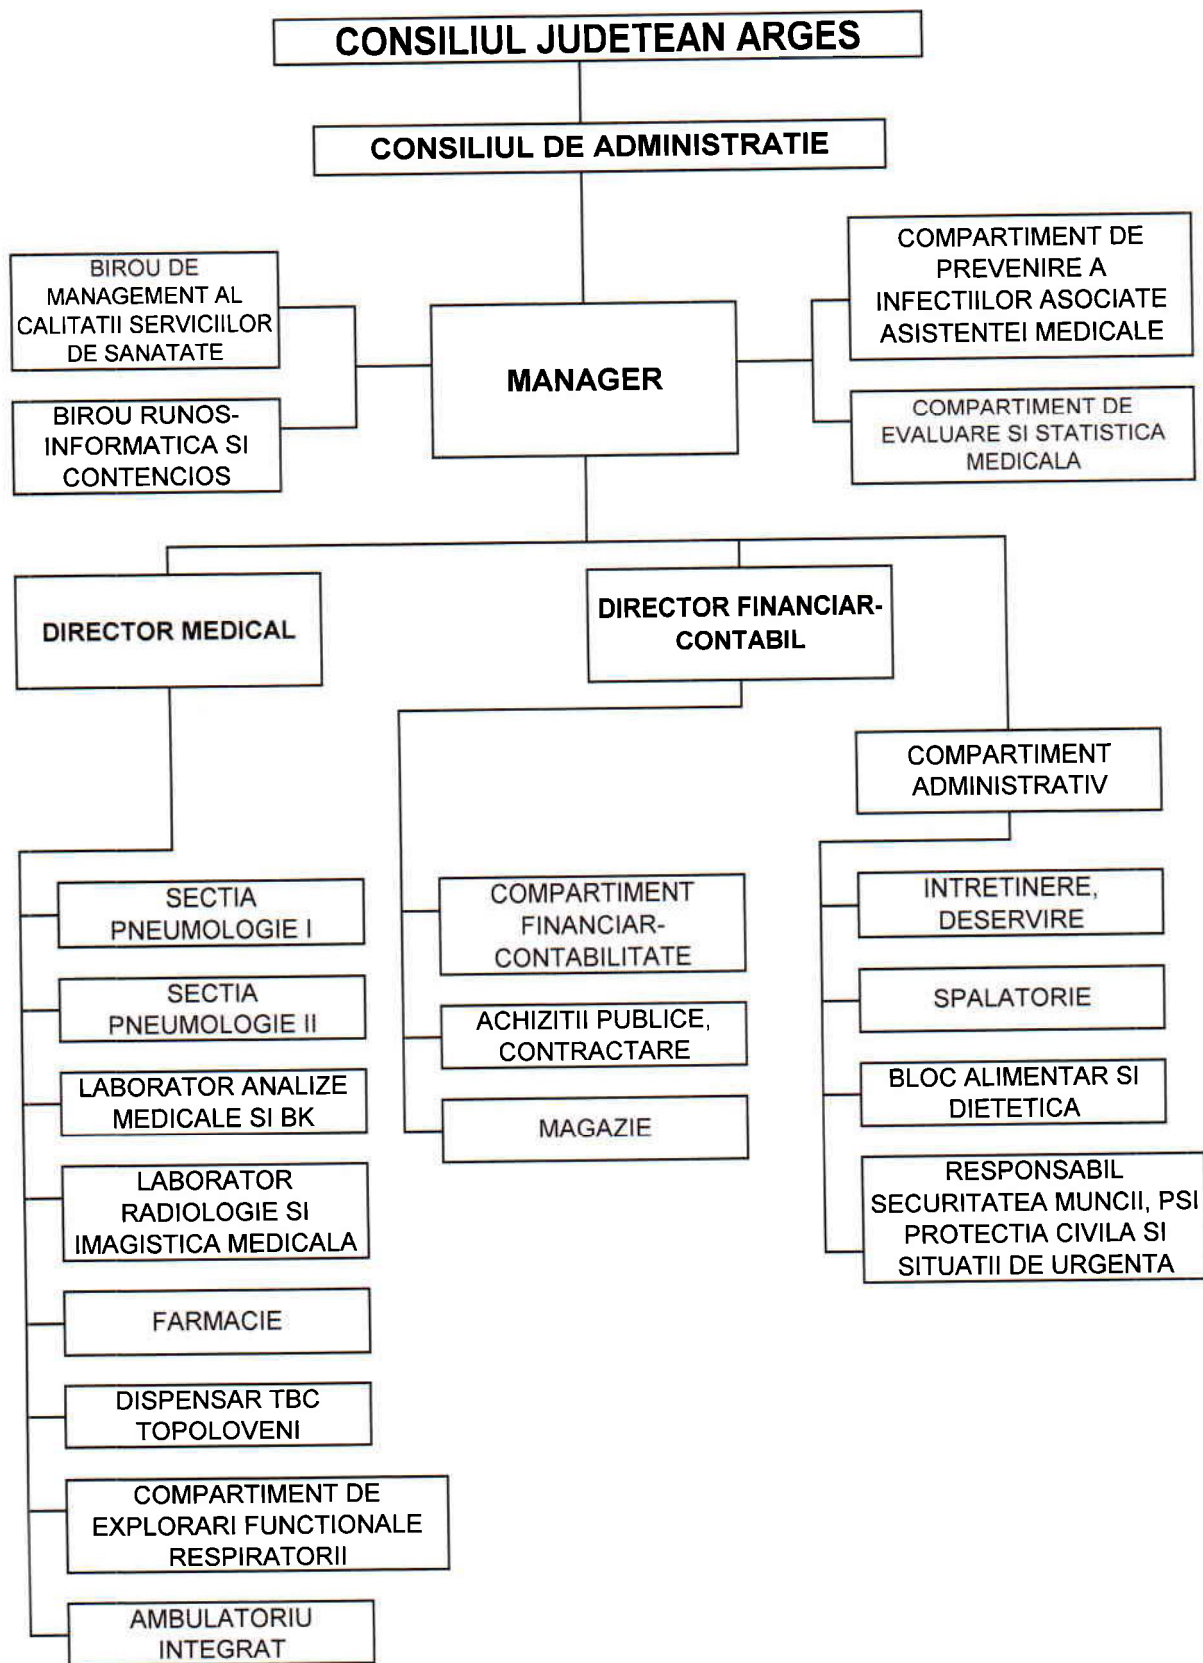 CONSILIUL JUDETEAN ARGES
CONSILIUL DE ADMINISTRATIE
BIROU DE
MANAGEMENT AL
CALITATII SERVICIILOR
DE SANATATE
BIROU RUNOS-
INFORMATICA SI
CONTENCIOS
MANAGER
COMPARTIMENT DE
PREVENIRE A
INFECTIILOR ASOCIATE
ASISTENTEI MEDICALE
COMPARTIMENT DE
EVALUARE SI STATISTICA
MEDICALA
DIRECTOR MEDICAL
DIRECTOR FINANCIAR-
CONTABIL
COMPARTIMENT
ADMINISTRATIV
SECTIA
PNEUMOLOGIE I
SECTIA
PNEUMOLOGIE II
LABORATOR ANALIZE
MEDICALE SI BK
LABORATOR
RADIOLOGIE SI
IMAGISTICA MEDICALA
FARMACIE
DISPENSAR TBC
TOPOLOVENI
COMPARTIMENT DE
EXPLORARI FUNCTIONALE
RESPIRATORII
AMBULATORIU
INTEGRAT
COMPARTIMENT
FINANCIAR-
CONTABILITATE
ACHIZITII PUBLICE,
CONTRACTARE
MAGAZIE
INTRETINERE,
DESERVIRE
SPALATORIE
BLOC ALIMENTAR SI
DIETETICA
RESPONSABIL
SECURITATEA MUNCII, PSI
PROTECTIA CIVILA SI
SITUATII DE URGENTA